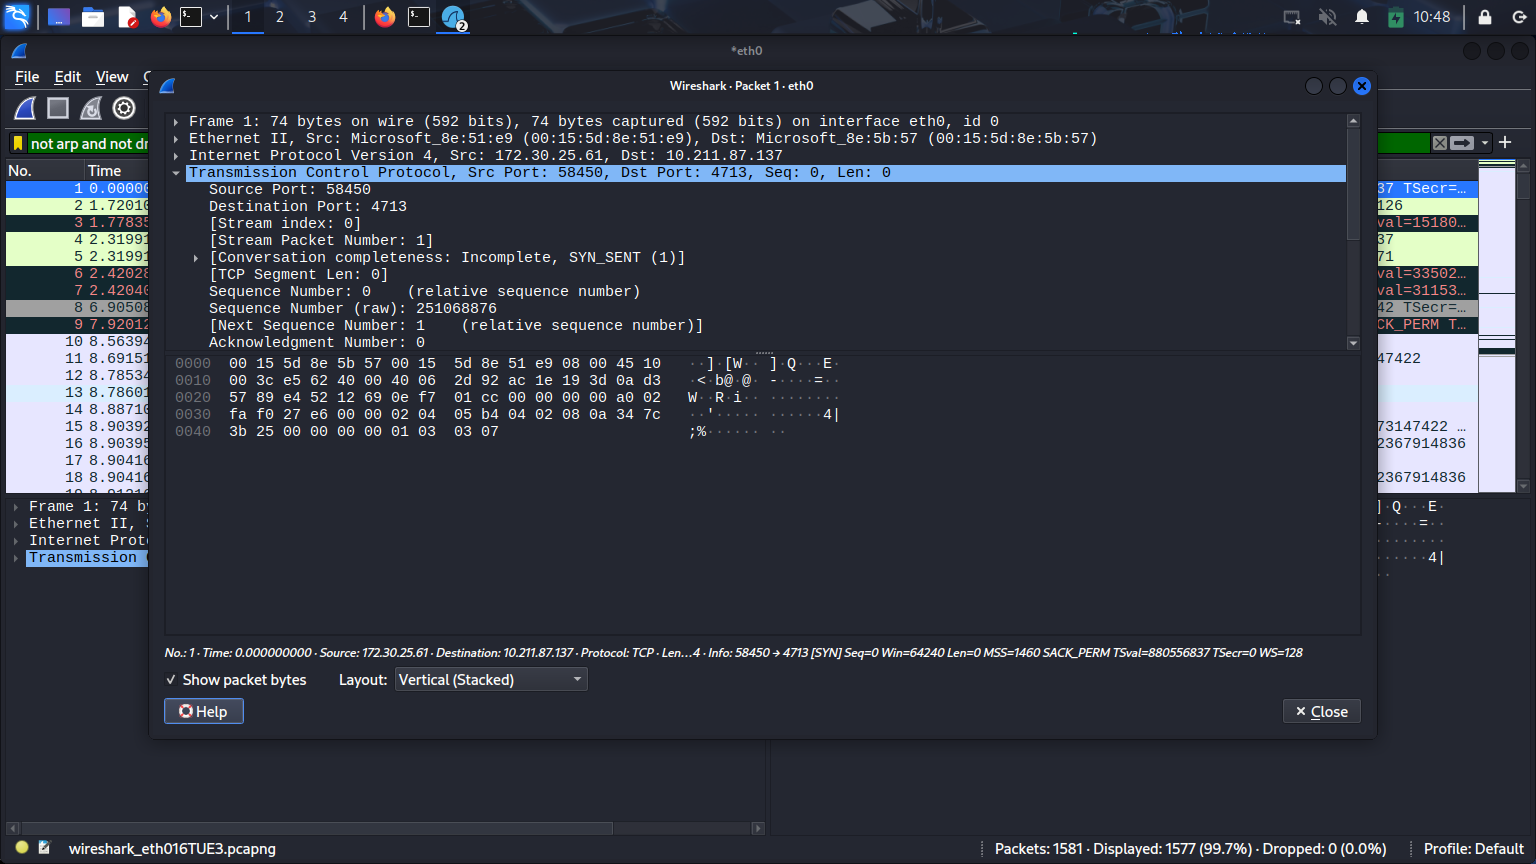 1 2 3 4 2 10:48
*eth0
File Edit View
Wireshark · Packet 1 · eth0
not arp and not
No. Time
1 0.00000
2 1.72010
3 1.77835
4 2.31991
5 2.31991
6 2.42028
7 2.42040
8 6.90508
9 7.92012
10 8.56394
11 8.69151
12 8.78534
13 8.78601
14 8.88710
15 8.90392
16 8.90395
17 8.90416
18 8.90416
Frame 1: 74 bytes on wire (592 bits), 74 bytes captured (592 bits) on interface eth0, id 0
Ethernet II, Src: Microsoft_8e:51:e9 (00:15:5d:8e:51:e9), Dst: Microsoft_8e:5b:57 (00:15:5d:8e:5b:57)
Internet Protocol Version 4, Src: 172.30.25.61, Dst: 10.211.87.137
Transmission Control Protocol, Src Port: 58450, Dst Port: 4713, Seq: 0, Len: 0
Source Port: 58450
Destination Port: 4713
[Stream index: 0]
[Stream Packet Number: 1]
[Conversation completeness: Incomplete, SYN_SENT (1)]
[TCP Segment Len: 0]
Sequence Number: 0 (relative sequence number)
Sequence Number (raw): 251068876
[Next Sequence Number: 1 (relative sequence number)]
Acknowledgment Number: 0
0000 00 15 5d 8e 5b 57 00 15 5d 8e 51 e9 08 00 45 10 ··]·[W·· ]·Q···E·
0010 00 3c e5 62 40 00 40 06 2d 92 ac 1e 19 3d 0a d3 ·<·b@·@· -····=··
0020 57 89 e4 52 12 69 0e f7 01 cc 00 00 00 00 a0 02 W··R·i·· ········
0030 fa f0 27 e6 00 00 02 04 05 b4 04 02 08 0a 34 7c ··'····· ······4|
0040 3b 25 00 00 00 00 01 03 03 07 ;%······ ··
37 TSecr=…
126
val=15180…
37
71
val=33502…
val=31153…
42 TSecr=…
CK_PERM T…
47422
73147422 …
2367914836
2367914836
Frame 1: 74 by
Ethernet II, S
Internet Proto
Transmission
] Q···E·
-····=··
········
······4|
··
No.: 1 · Time: 0.000000000 · Source: 172.30.25.61 · Destination: 10.211.87.137 · Protocol: TCP · Len…4 · Info: 58450 → 4713 [SYN] Seq=0 Win=64240 Len=0 MSS=1460 SACK_PERM TSval=880556837 TSecr=0 WS=128
Show packet bytes Layout: Vertical (Stacked)
Help
Close
wireshark_eth016TUE3.pcapng Packets: 1581 · Displayed: 1577 (99.7%) · Dropped: 0 (0.0%) Profile: Default